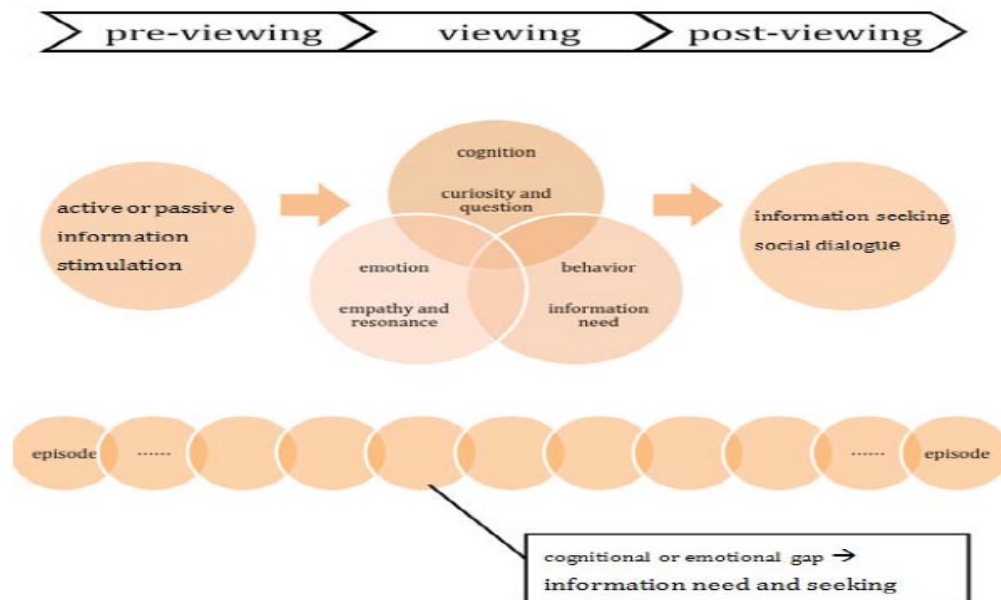 pre-viewing
viewing
post-viewing
active or passive
information
stimulation
cognition
curiosity and
question
emotion
empathy and
resonance
behavior
information
need
information seeking
social dialogue
episode
......
......
episode
cognitional or emotional gap →
information need and seeking